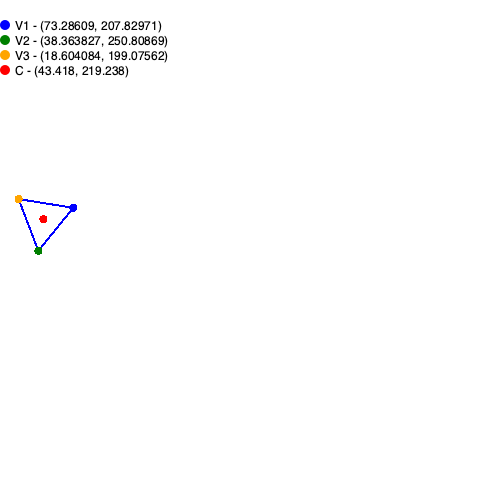 V1 - (73.28609, 207.82971)
V2 - (38.363827, 250.80869)
V3 - (18.604084, 199.07562)
C - (43.418, 219.238)